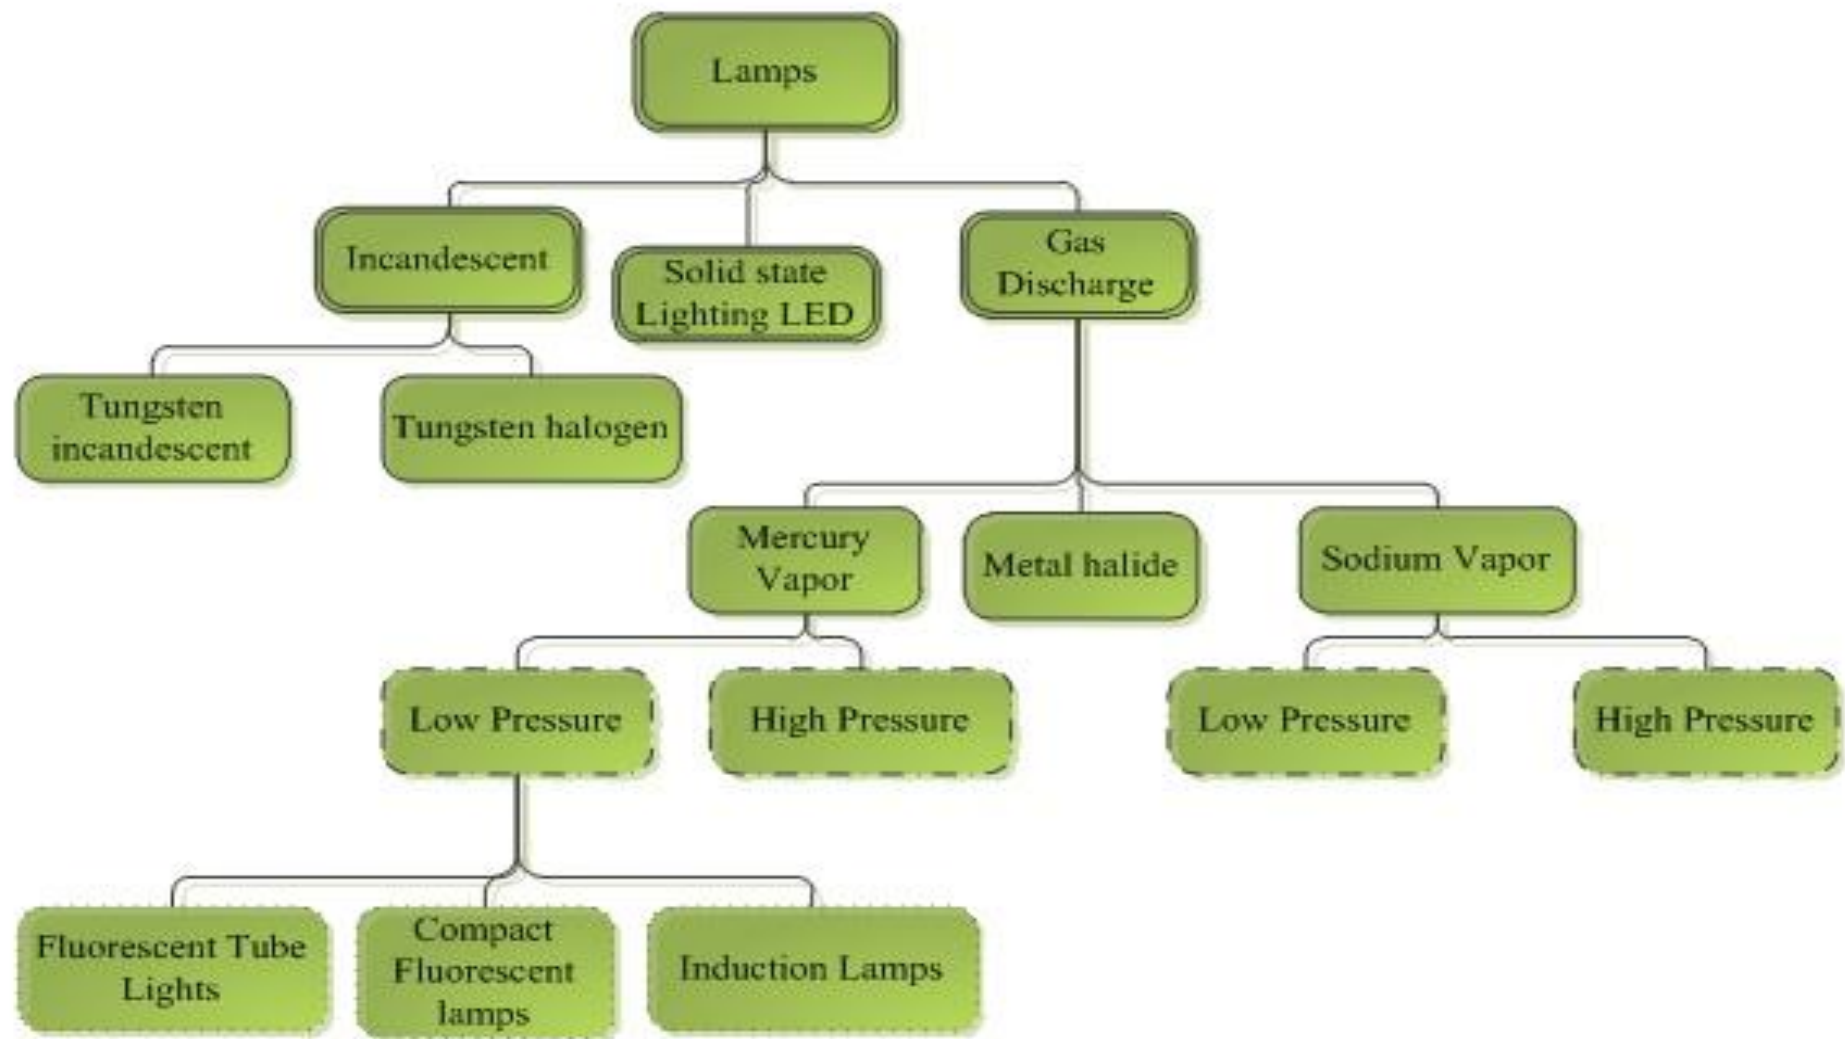 Lamps
Incandescent
Solid state
Lighting LED
Gas
Discharge
Tungsten
incandescent
Tungsten halogen
Mercury
Vapor
Metal halide
Sodium Vapor
Low Pressure
High Pressure
Low Pressure
High Pressure
Fluorescent Tube
Lights
Compact
Fluorescent
lamps
Induction Lamps